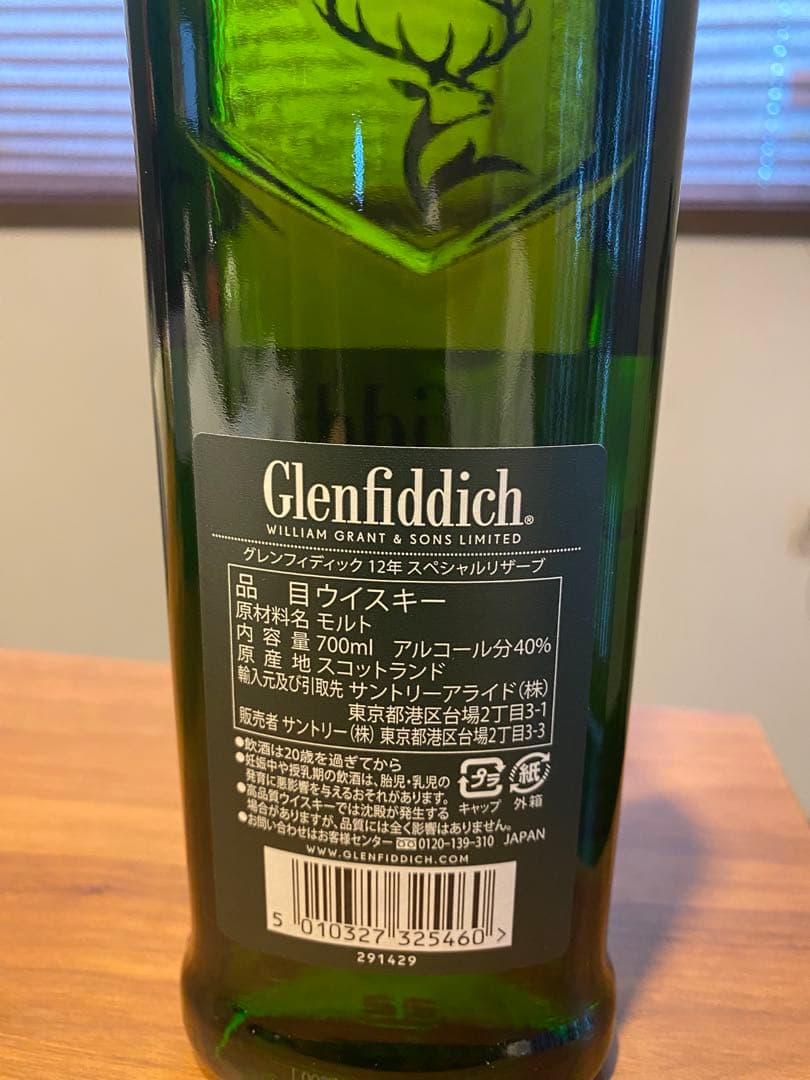 Glenfiddich®
WILLIAM GRANT & SONS LIMITED
グレンフィディック 12年 スペシャルリザーブ
品 目 ウイスキー
原材料名 モルト
内容量 700ml アルコール分40%
原産地 スコットランド
輸入元及び引取先 サントリーアライド(株)
東京都港区台場2丁目3-1
販売者 サントリー(株) 東京都港区台場2丁目3-3
●飲酒は20歳を過ぎてから
●妊娠中や授乳期の飲酒は、胎児・乳児の
発育に悪影響を与えるおそれがあります。
●高品質ウイスキーでは沈殿が発生する
場合がありますが、品質には全く影響はありません。
●お問い合わせはお客様センター 0120-139-310 JAPAN
プラ
キャップ
紙
外箱
WWW.GLENFIDDICH.COM
5 010327 325460 >
291429